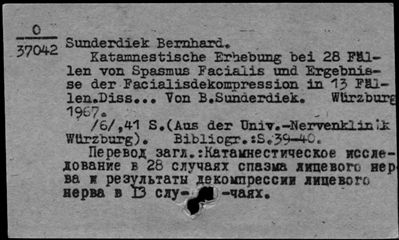 0
37042
Sunderdiek Bernhard.
Katamnestische Erhebung bei 28 Fäl-
len von Spasmus Facialis und Ergebnis-
se der Facialisdekompression in 13 Fäl-
len.Diss... Von B.Sunderdiek. Würzburg
1967.
/6/,41 S.(Aus der Univ.-Nervenklinik
Würzburg). Bibliogr.:S.39-40.
Перевод загл.:Катамнестическое иссле-
дование в 28 случаях спазма лицевого нер-
ва и результаты декомпрессии лицевого
нерва в 13 слу- -чаях.